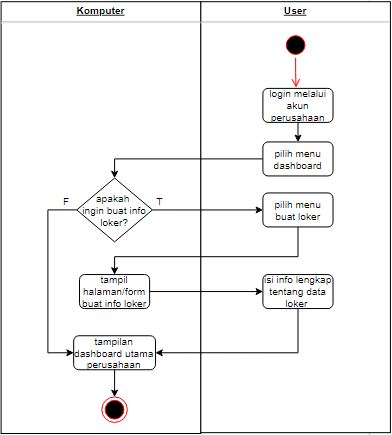 Komputer
User
login melalui
akun
perusahaan
pilih menu
dashboard
apakah
ingin buat info
loker?
F
T
pilih menu
buat loker
tampil
halaman/form
buat info loker
isi info lengkap
tentang data
loker
tampilan
dashboard utama
perusahaan